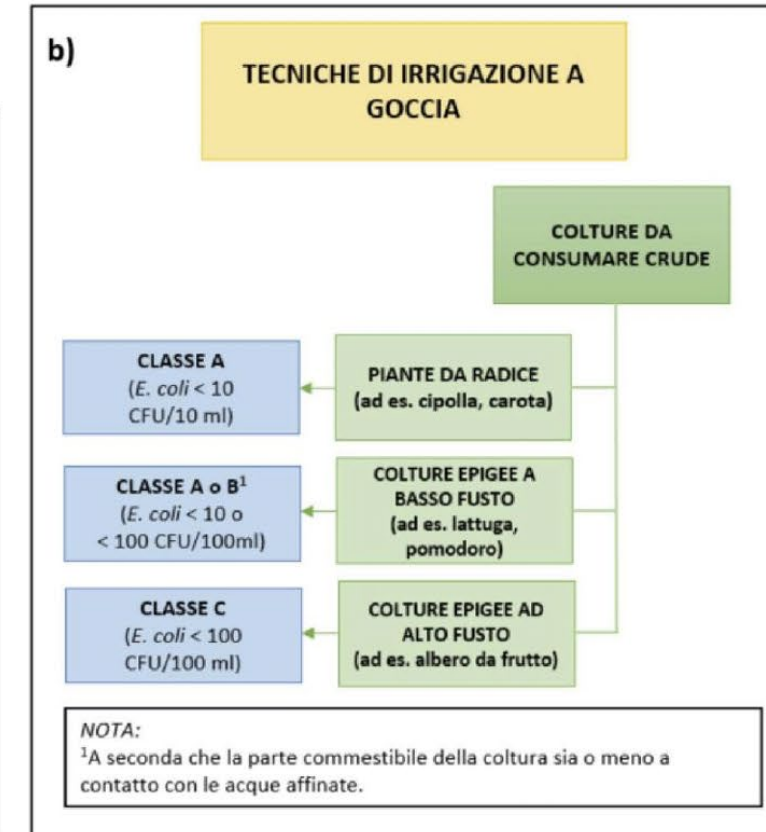 b)
TECNICHE DI IRRIGAZIONE A
GOCCIA
COLTURE DA
CONSUMARE CRUDE
CLASSE A
(E. coli < 10
CFU/10 ml)
PIANTE DA RADICE
(ad es. cipolla, carota)
CLASSE A o B¹
(E. coli < 10 o
< 100 CFU/100ml)
COLTURE EPIGEE A
BASSO FUSTO
(ad es. lattuga,
pomodoro)
CLASSE C
(E. coli < 100
CFU/100 ml)
COLTURE EPIGEE AD
ALTO FUSTO
(ad es. albero da frutto)
NOTA:
¹A seconda che la parte commestibile della coltura sia o meno a
contatto con le acque affinate.